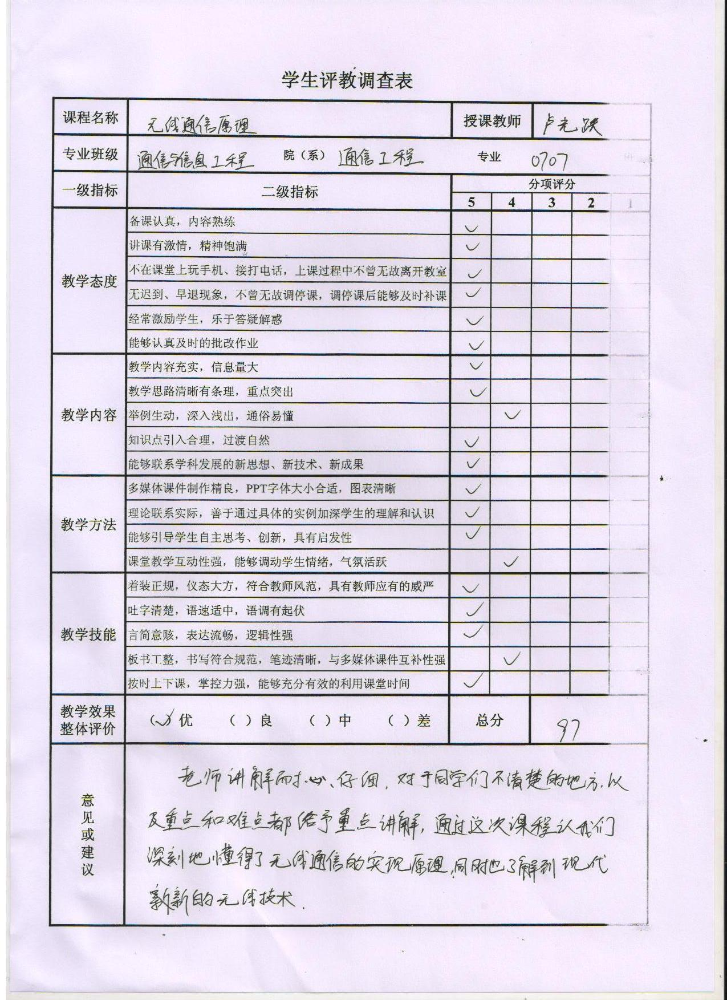 学生评教调查表
课程名称 无线通信原理 授课教师 卢光跃
专业班级 通信与信息工程 院（系） 通信工程 专业 0707 班
一级指标 二级指标 分项评分
5 4 3 2 1
教学态度
备课认真，内容熟练 ✓
讲课有激情，精神饱满 ✓
不在课堂上玩手机、接打电话，上课过程中不曾无故离开教室 ✓
无迟到、早退现象，不曾无故调停课，调停课后能够及时补课 ✓
经常激励学生，乐于答疑解惑 ✓
能够认真及时的批改作业 ✓
教学内容
教学内容充实，信息量大 ✓
教学思路清晰有条理，重点突出 ✓
举例生动，深入浅出，通俗易懂 ✓
知识点引入合理，过渡自然 ✓
能够联系学科发展的新思想、新技术、新成果 ✓
教学方法
多媒体课件制作精良，PPT字体大小合适，图表清晰 ✓
理论联系实际，善于通过具体的实例加深学生的理解和认识 ✓
能够引导学生自主思考、创新，具有启发性 ✓
课堂教学互动性强，能够调动学生情绪，气氛活跃 ✓
教学技能
着装正规，仪态大方，符合教师风范，具有教师应有的威严 ✓
吐字清楚，语速适中，语调有起伏 ✓
言简意赅，表达流畅，逻辑性强 ✓
板书工整，书写符合规范，笔迹清晰，与多媒体课件互补性强 ✓
按时上下课，掌控力强，能够充分有效的利用课堂时间 ✓
教学效果
整体评价
（✓）优 （ ）良 （ ）中 （ ）差 总分 97
意见或建议
老师讲解耐心、仔细，对于同学们不清楚的地方，以
及重点和难点都给予重点讲解，通过这次课程让我们
深刻地懂得了无线通信的实现原理，同时也了解到现代
新的无线技术.